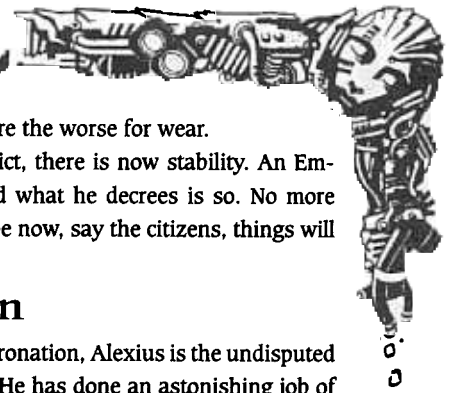 re the worse for wear.
ict, there is now stability. An Em-
d what he decrees is so. No more
e now, say the citizens, things will
n
ronation, Alexius is the undisputed
He has done an astonishing job of